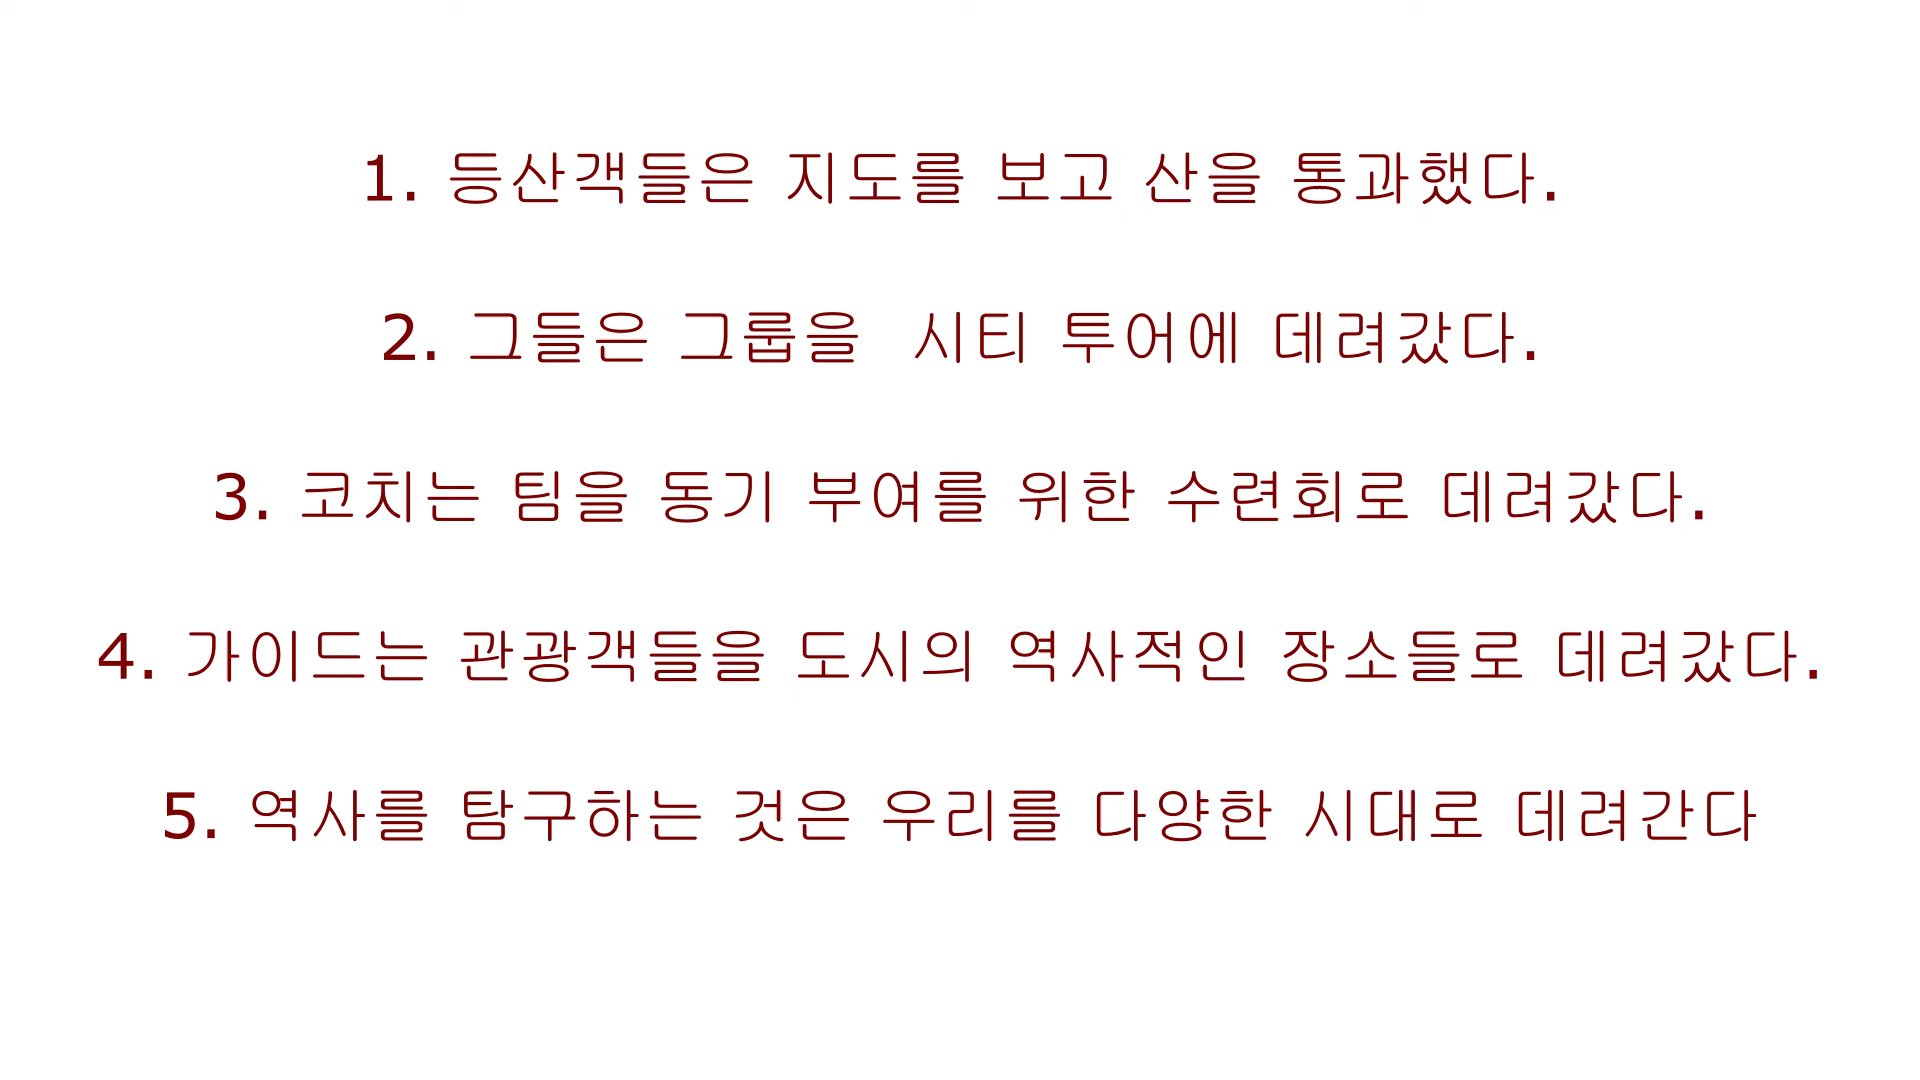 1. 등산객들은 지도를 보고 산을 통과했다.
2. 그들은 그룹을 시티 투어에 데려갔다.
3. 코치는 팀을 동기 부여를 위한 수련회로 데려갔다.
4. 가이드는 관광객들을 도시의 역사적인 장소들로 데려갔다.
5. 역사를 탐구하는 것은 우리를 다양한 시대로 데려간다